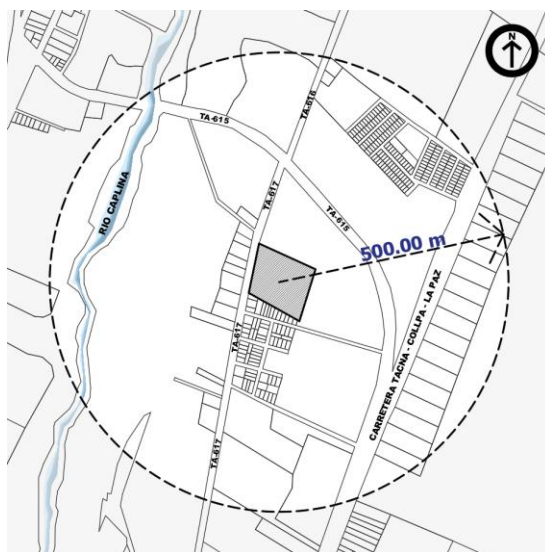 N
TA-616
TA-615
RIO CAPLINA
TA-617
TA-615
500.00 m
TA-617
CARRETERA TACNA - COLLPA - LA PAZ
TA-617